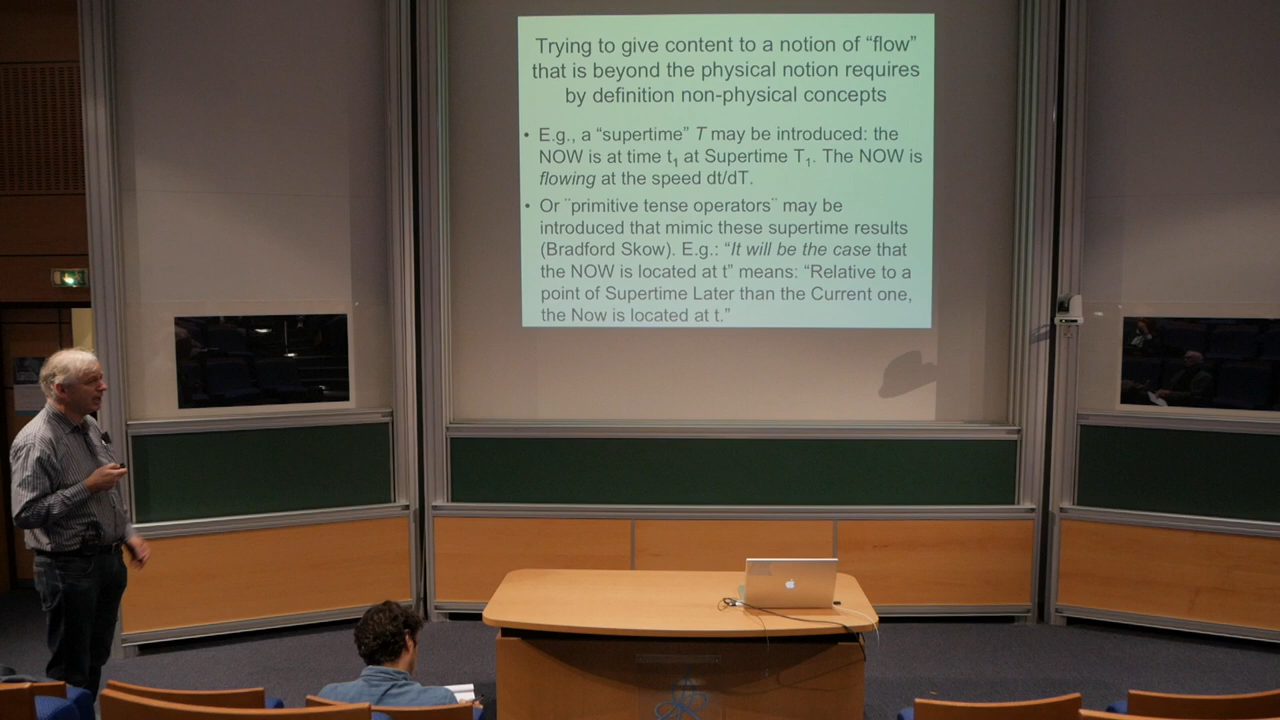 Trying to give content to a notion of “flow”
that is beyond the physical notion requires
by definition non-physical concepts
• E.g., a “supertime” T may be introduced: the
NOW is at time t₁ at Supertime T₁. The NOW is
flowing at the speed dt/dT.
• Or ¨primitive tense operators¨ may be
introduced that mimic these supertime results
(Bradford Skow). E.g.: “It will be the case that
the NOW is located at t” means: “Relative to a
point of Supertime Later than the Current one,
the Now is located at t.”